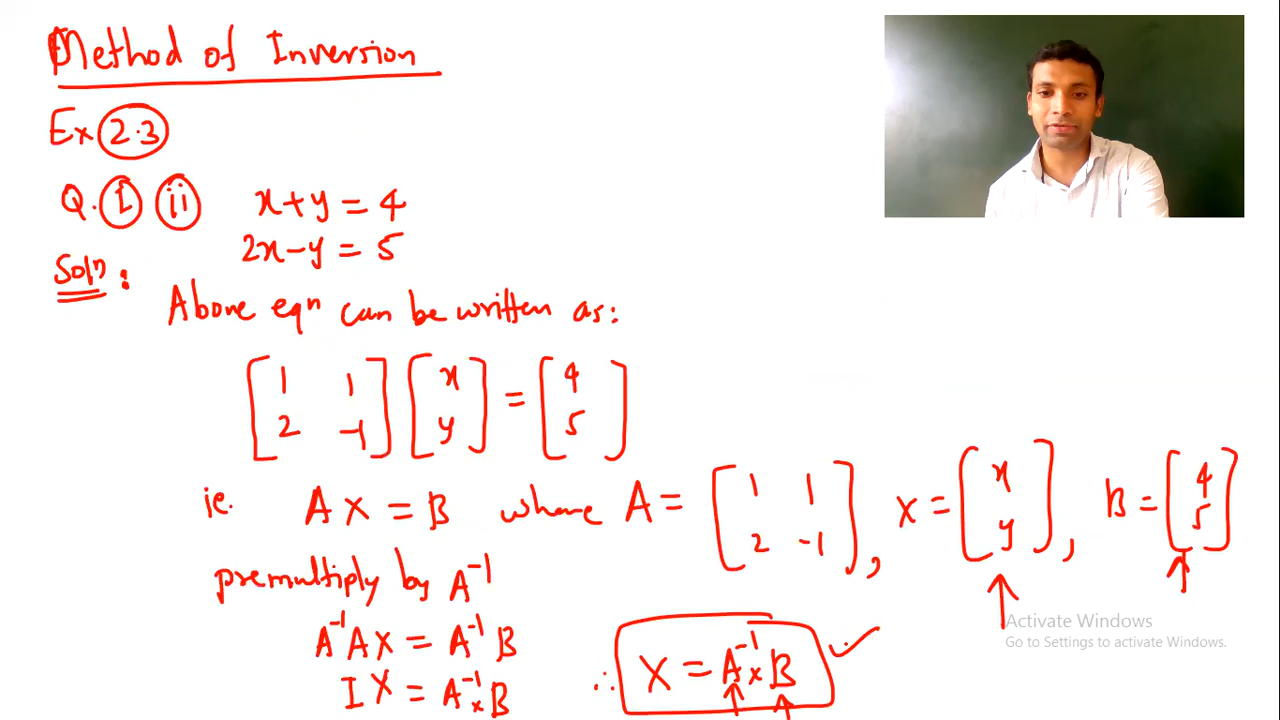 Method of Inversion
Ex 2.3
Q. I ii x+y = 4
2x-y = 5
Solⁿ :
Above eqⁿ can be written as:
[1 1] [x] = [4]
[2 -1] [y] [5]
ie. AX = B where A = [1 1], X = [x], B = [4]
[2 -1] [y] [5]
premultiply by A⁻¹
A⁻¹AX = A⁻¹B
IX = A⁻¹×B
∴ X = A⁻¹×B
Activate Windows
Go to Settings to activate Windows.